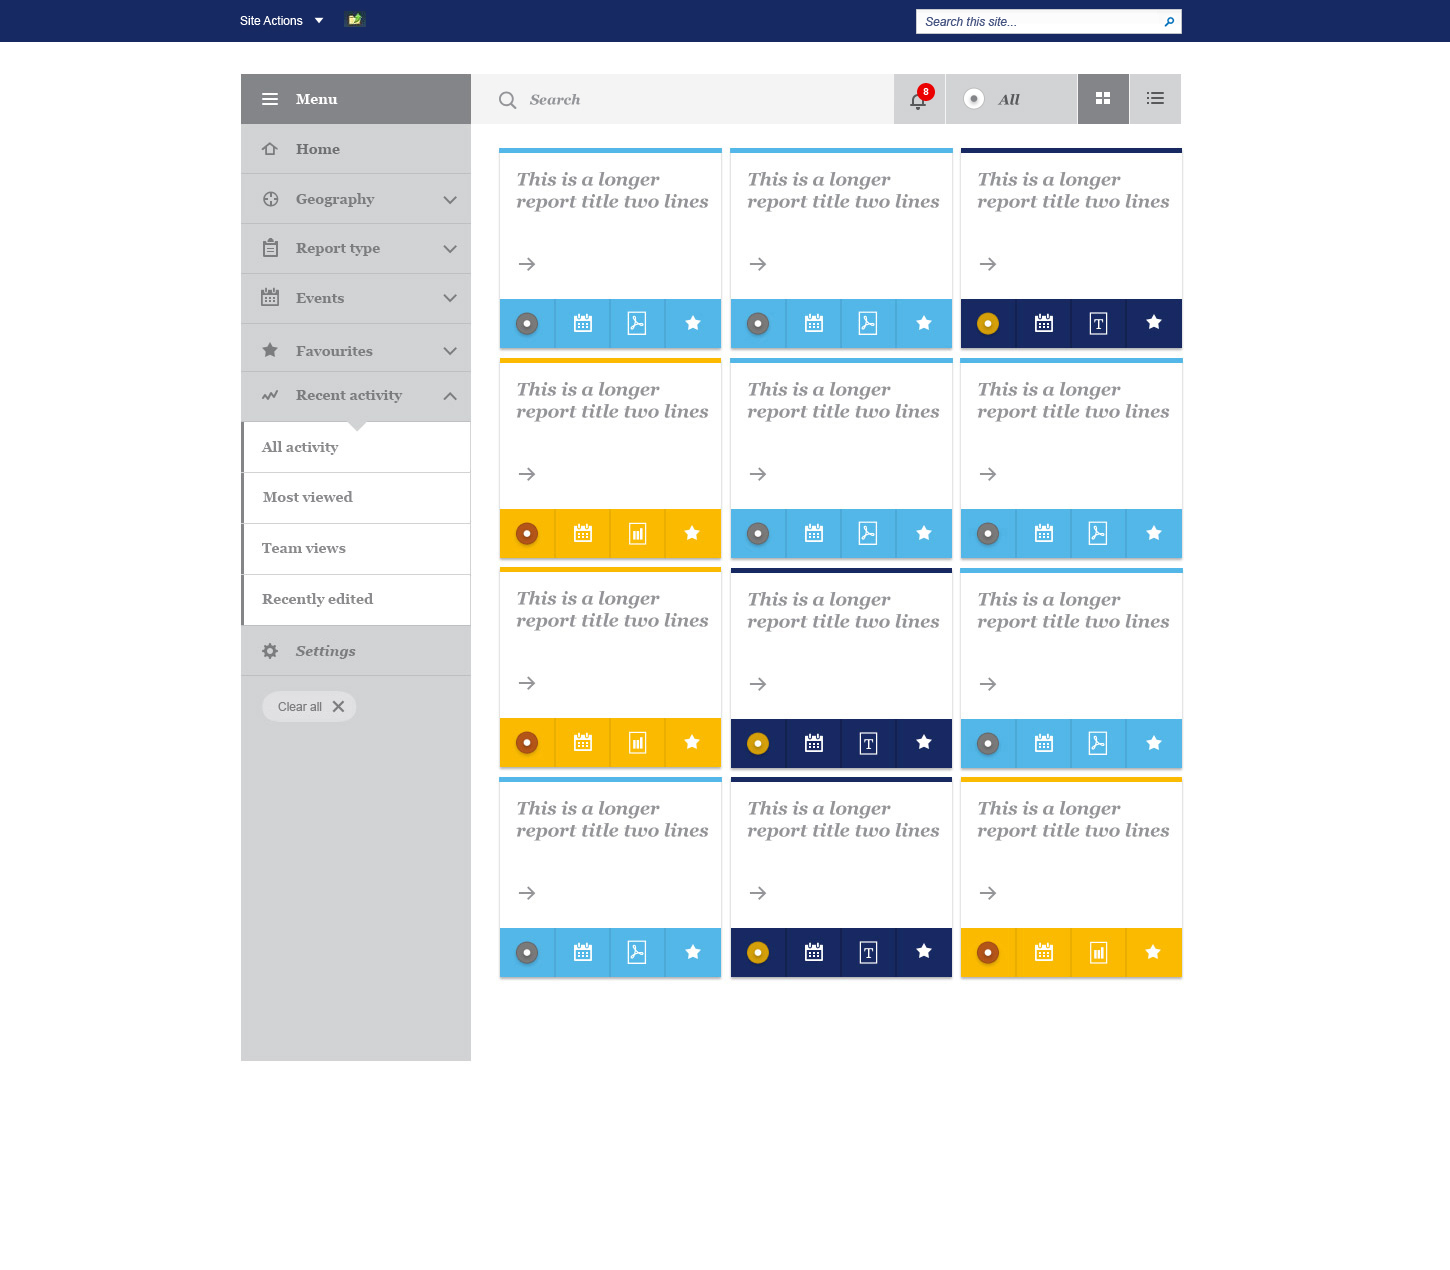 Site Actions
Search this site...
Menu
Search
8
All
Home
Geography
Report type
Events
Favourites
Recent activity
All activity
Most viewed
Team views
Recently edited
Settings
Clear all
This is a longer
report title two lines
This is a longer
report title two lines
This is a longer
report title two lines
T
This is a longer
report title two lines
This is a longer
report title two lines
This is a longer
report title two lines
This is a longer
report title two lines
This is a longer
report title two lines
This is a longer
report title two lines
T
This is a longer
report title two lines
This is a longer
report title two lines
This is a longer
report title two lines
T